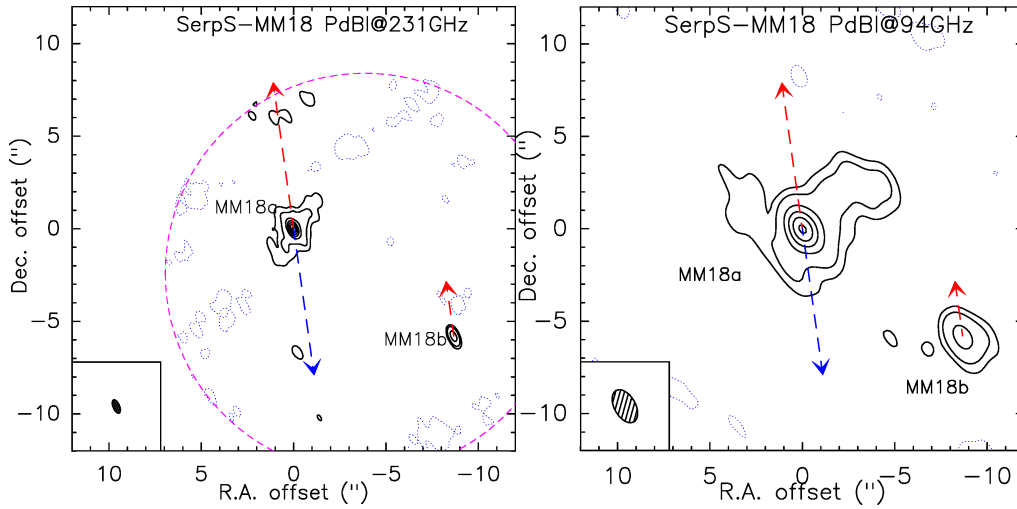 SerpS-MM18 PdBI@231GHz
10
5
0
-5
-10
Dec. offset (")
MM18a
MM18b
10
5
0
-5
-10
R.A. offset (")
SerpS-MM18 PdBI@94GHz
10
5
0
-5
-10
Dec. offset (")
MM18a
MM18b
10
5
0
-5
-10
R.A. offset (")